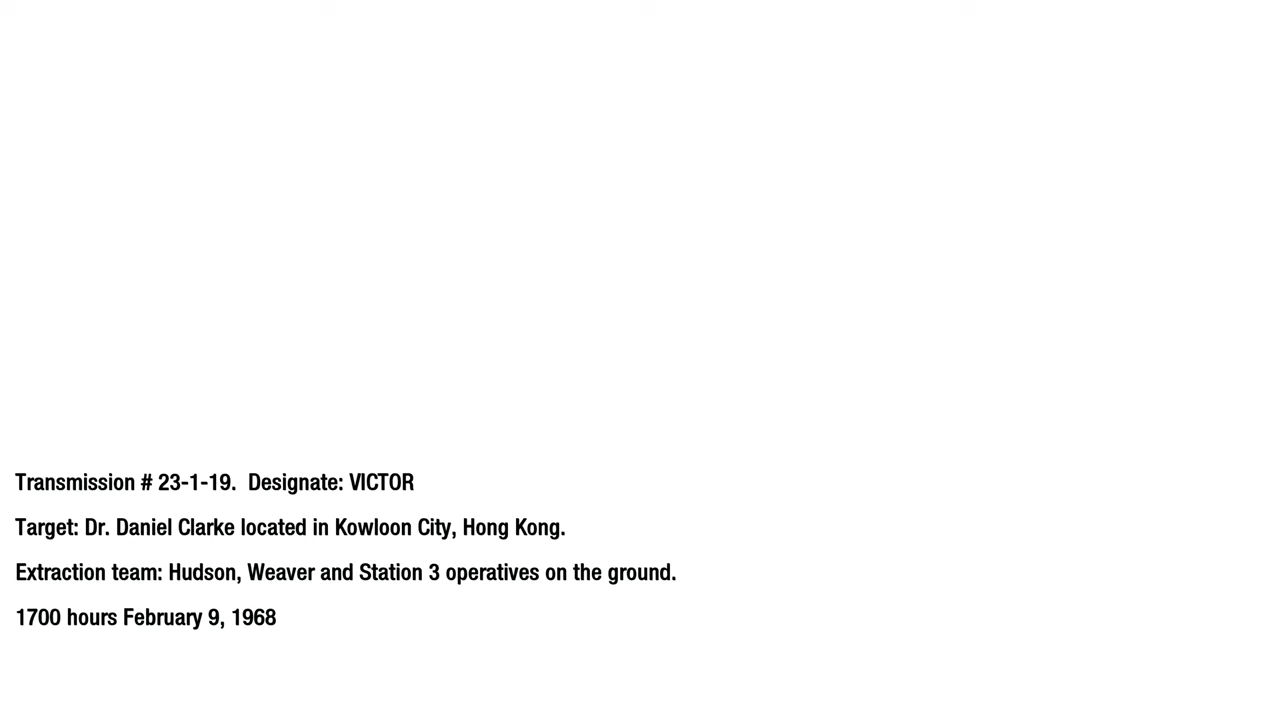 Transmission # 23-1-19.  Designate: VICTOR
Target: Dr. Daniel Clarke located in Kowloon City, Hong Kong.
Extraction team: Hudson, Weaver and Station 3 operatives on the ground.
1700 hours February 9, 1968